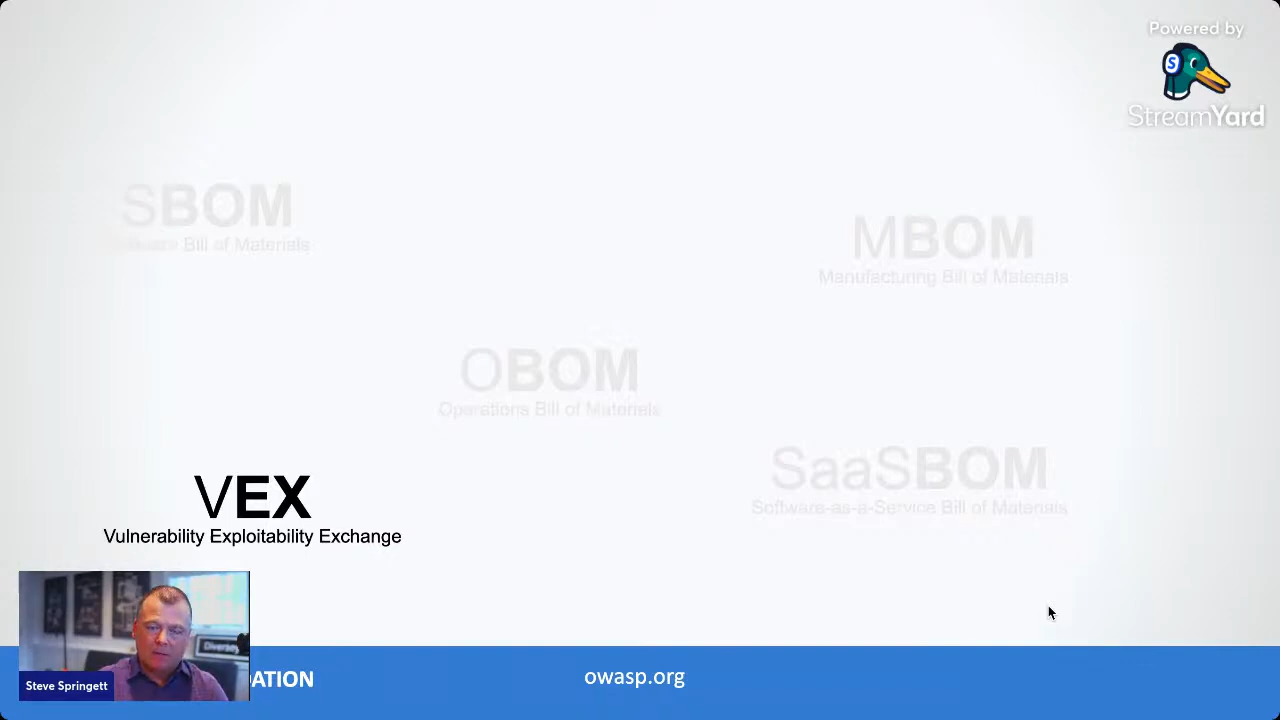 Powered by
StreamYard
SBOM
Bill of Materials
MBOM
Manufacturing Bill of Materials
OBOM
Operations Bill of Materials
SaaSBOM
Software-as-a-Service Bill of Materials
VEX
Vulnerability Exploitability Exchange
Steve Springett
DATION
owasp.org